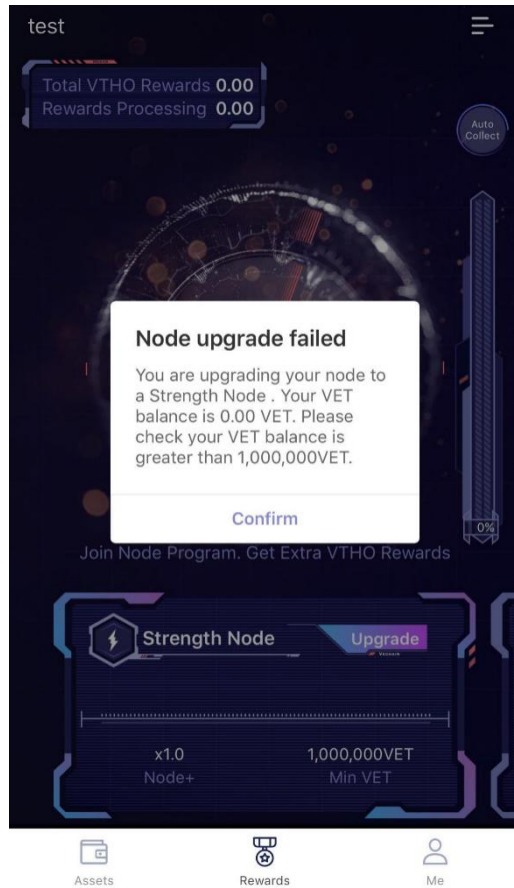 test
Total VTHO Rewards 0.00
Rewards Processing 0.00
Auto
Collect
Node upgrade failed
You are upgrading your node to
a Strength Node . Your VET
balance is 0.00 VET. Please
check your VET balance is
greater than 1,000,000VET.
Confirm
0%
Join Node Program. Get Extra VTHO Rewards
Strength Node
Upgrade
x1.0 1,000,000VET
Node+ Min VET
Assets Rewards Me